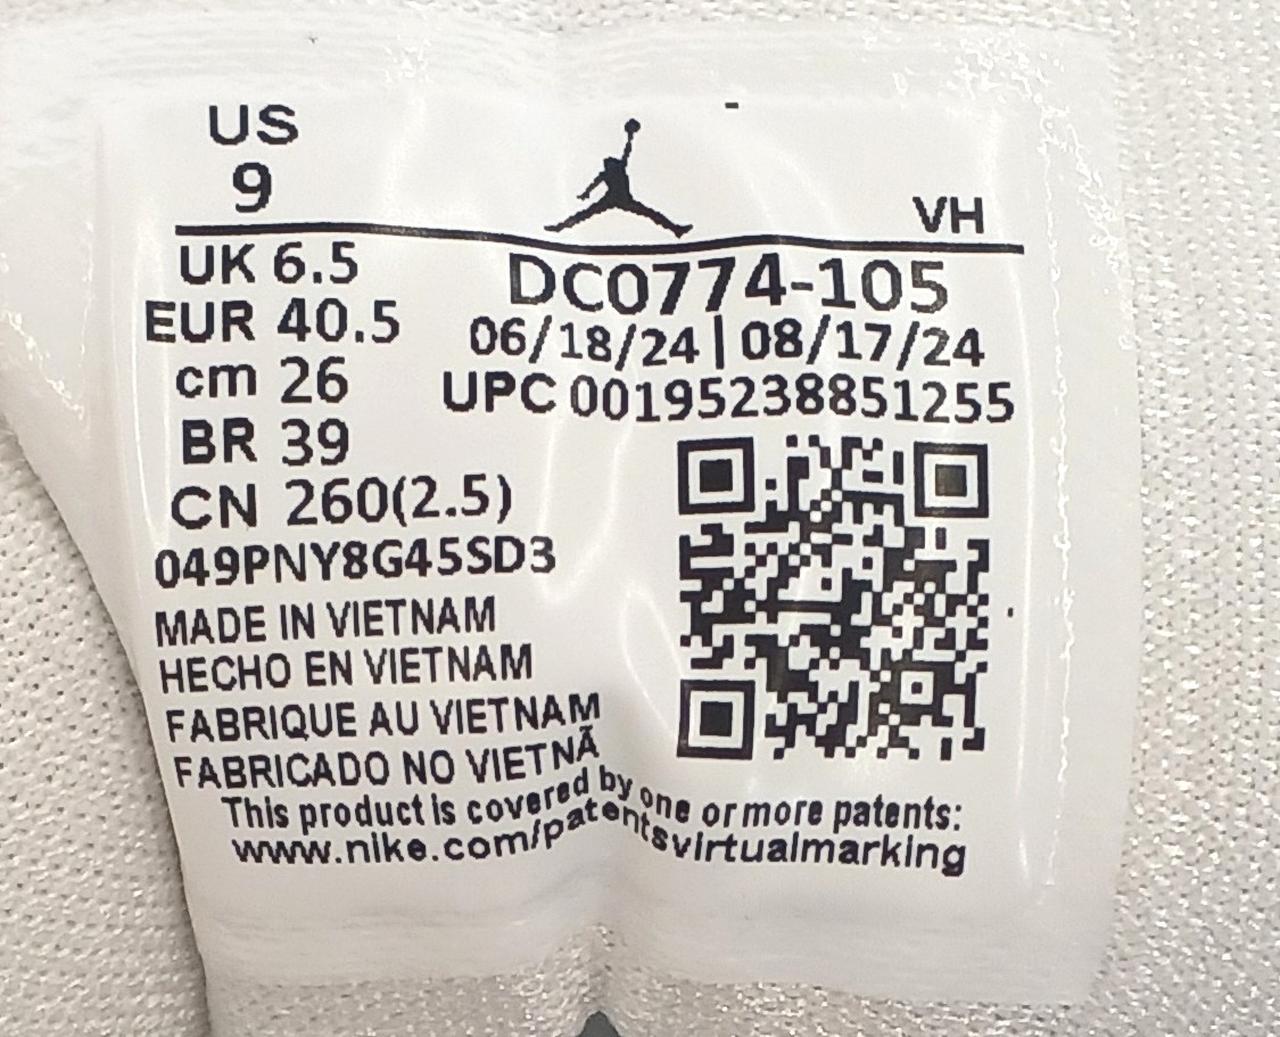 US
9
VH
UK 6.5
EUR 40.5
cm 26
BR 39
CN 260(2.5)
049PNY8G45SD3
DC0774-105
06/18/24 | 08/17/24
UPC 00195238851255
MADE IN VIETNAM
HECHO EN VIETNAM
FABRIQUE AU VIETNAM
FABRICADO NO VIETNÃ
This product is covered by one or more patents:
www.nike.com/patentsvirtualmarking